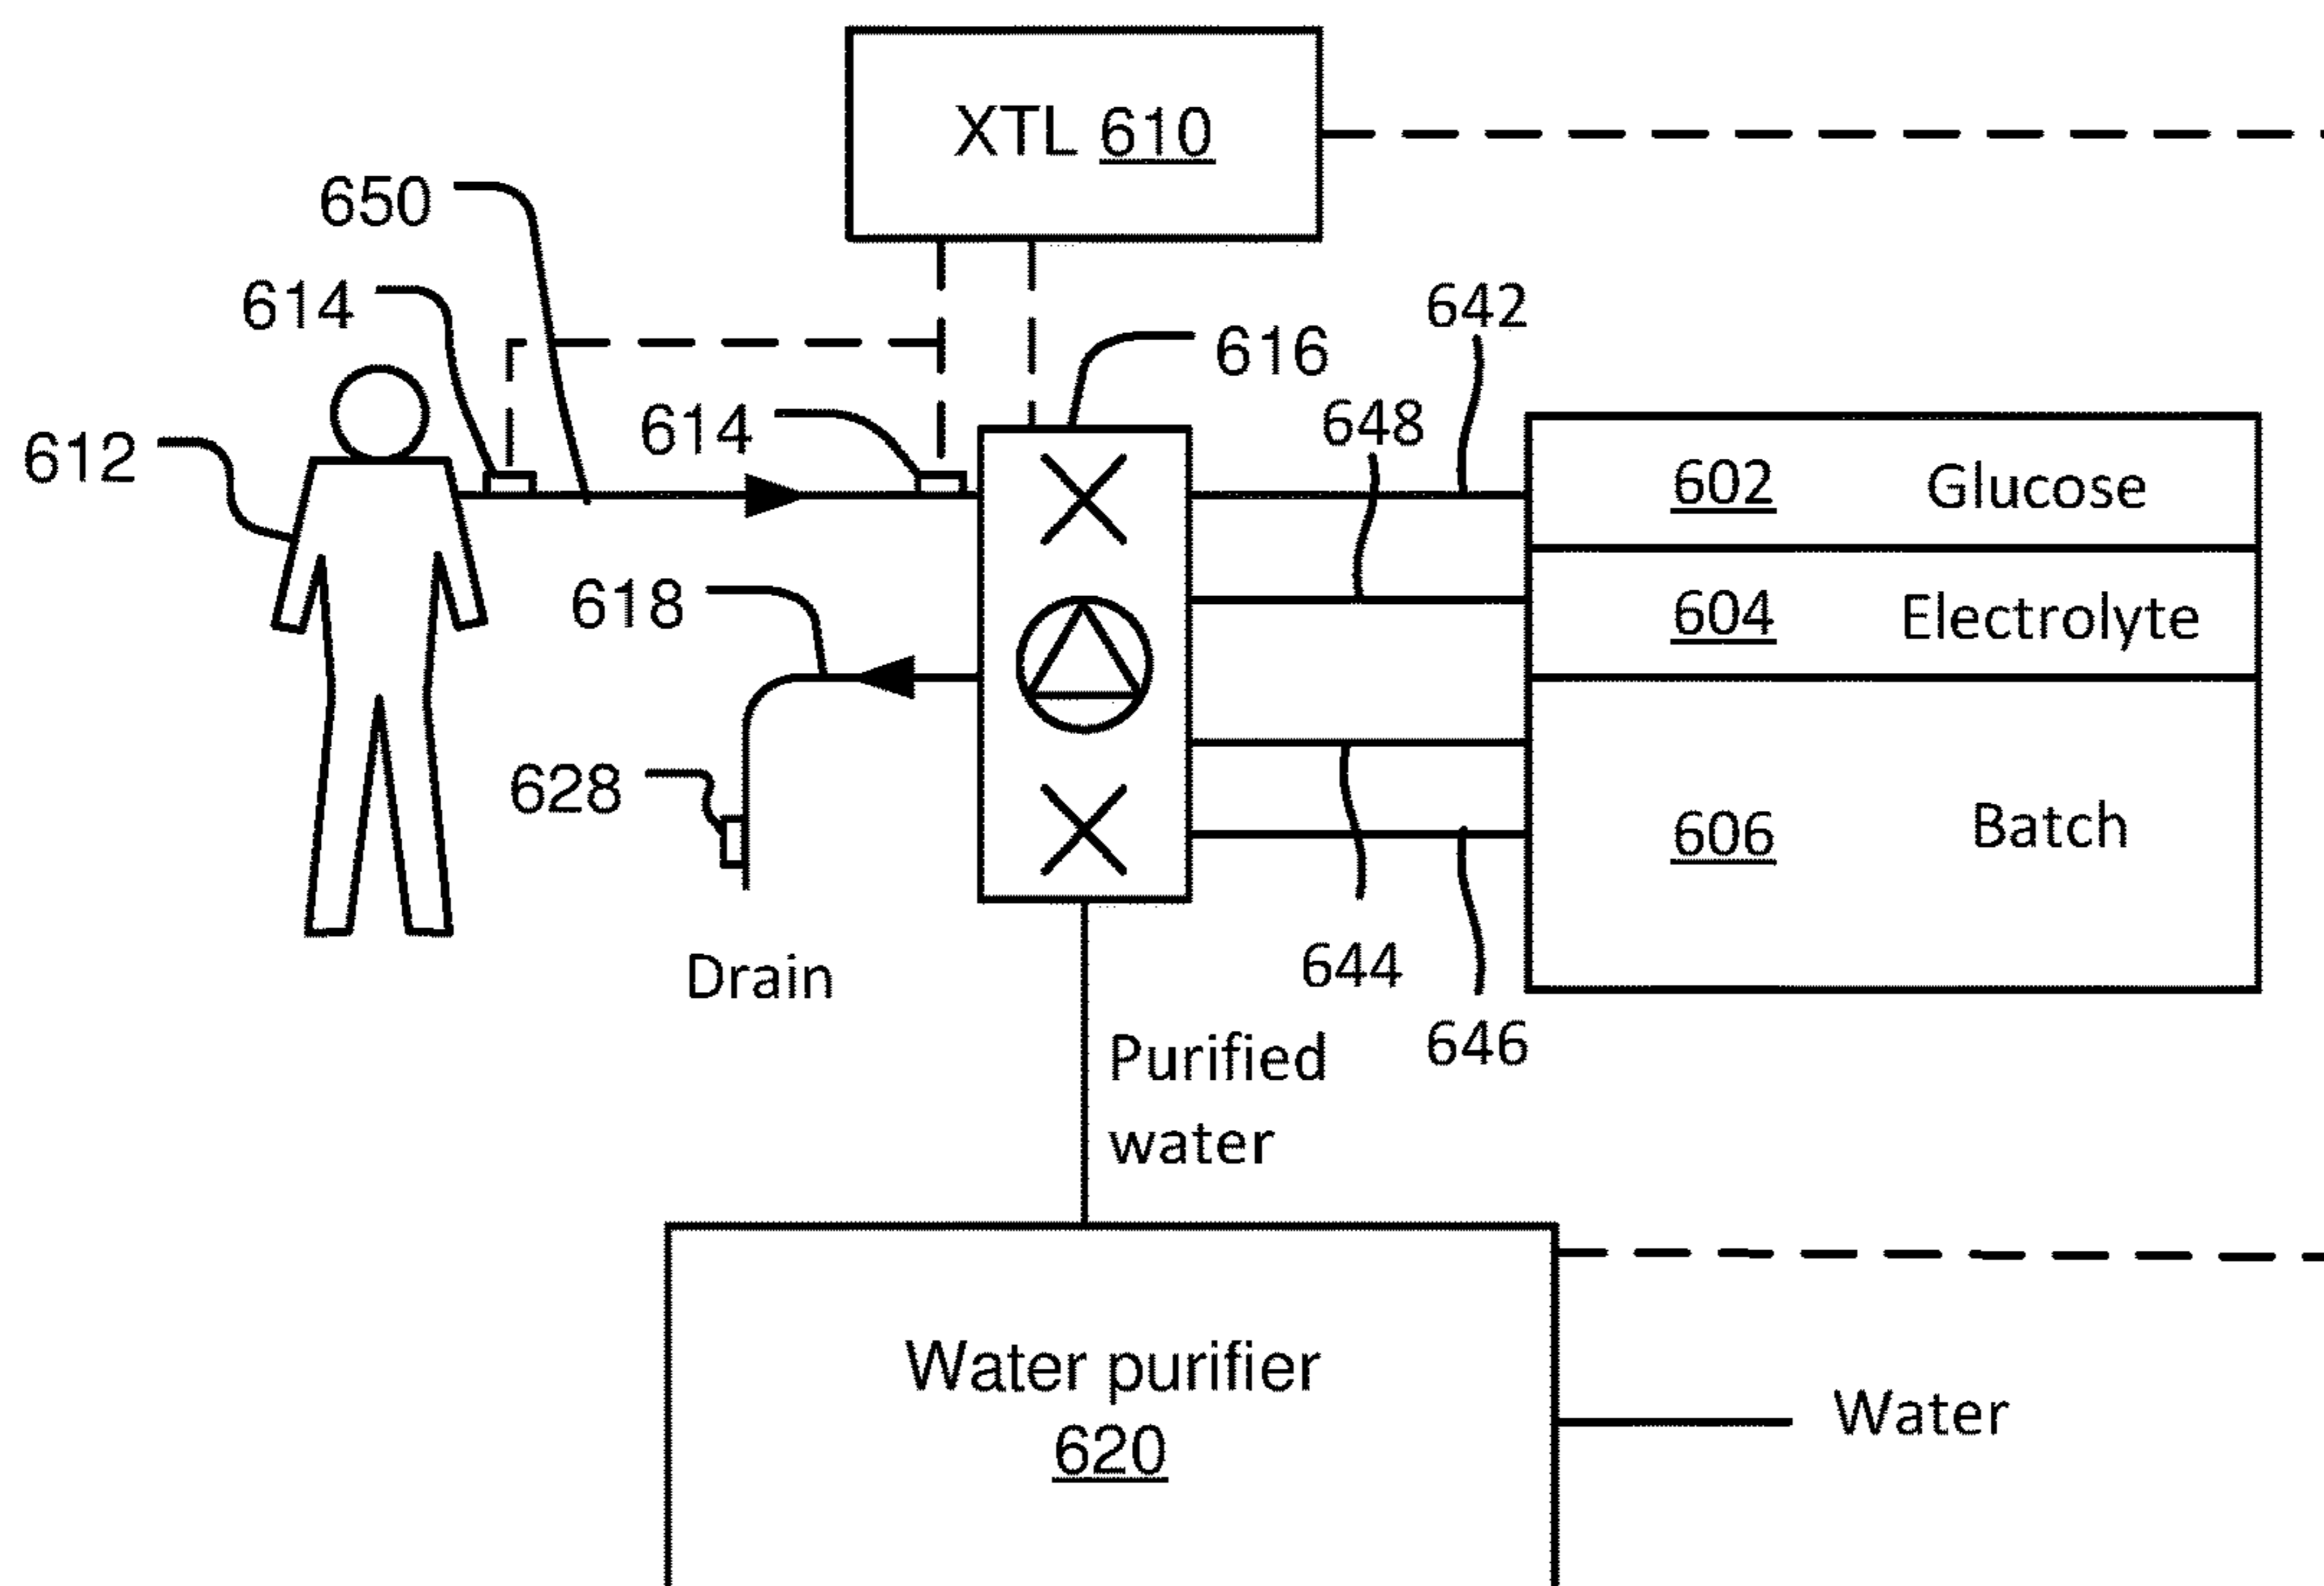 XTL 610
650
614
642
616
648
614
612
602 Glucose
618
604 Electrolyte
628
606 Batch
644
Drain
646
Purified
water
Water purifier
620
Water